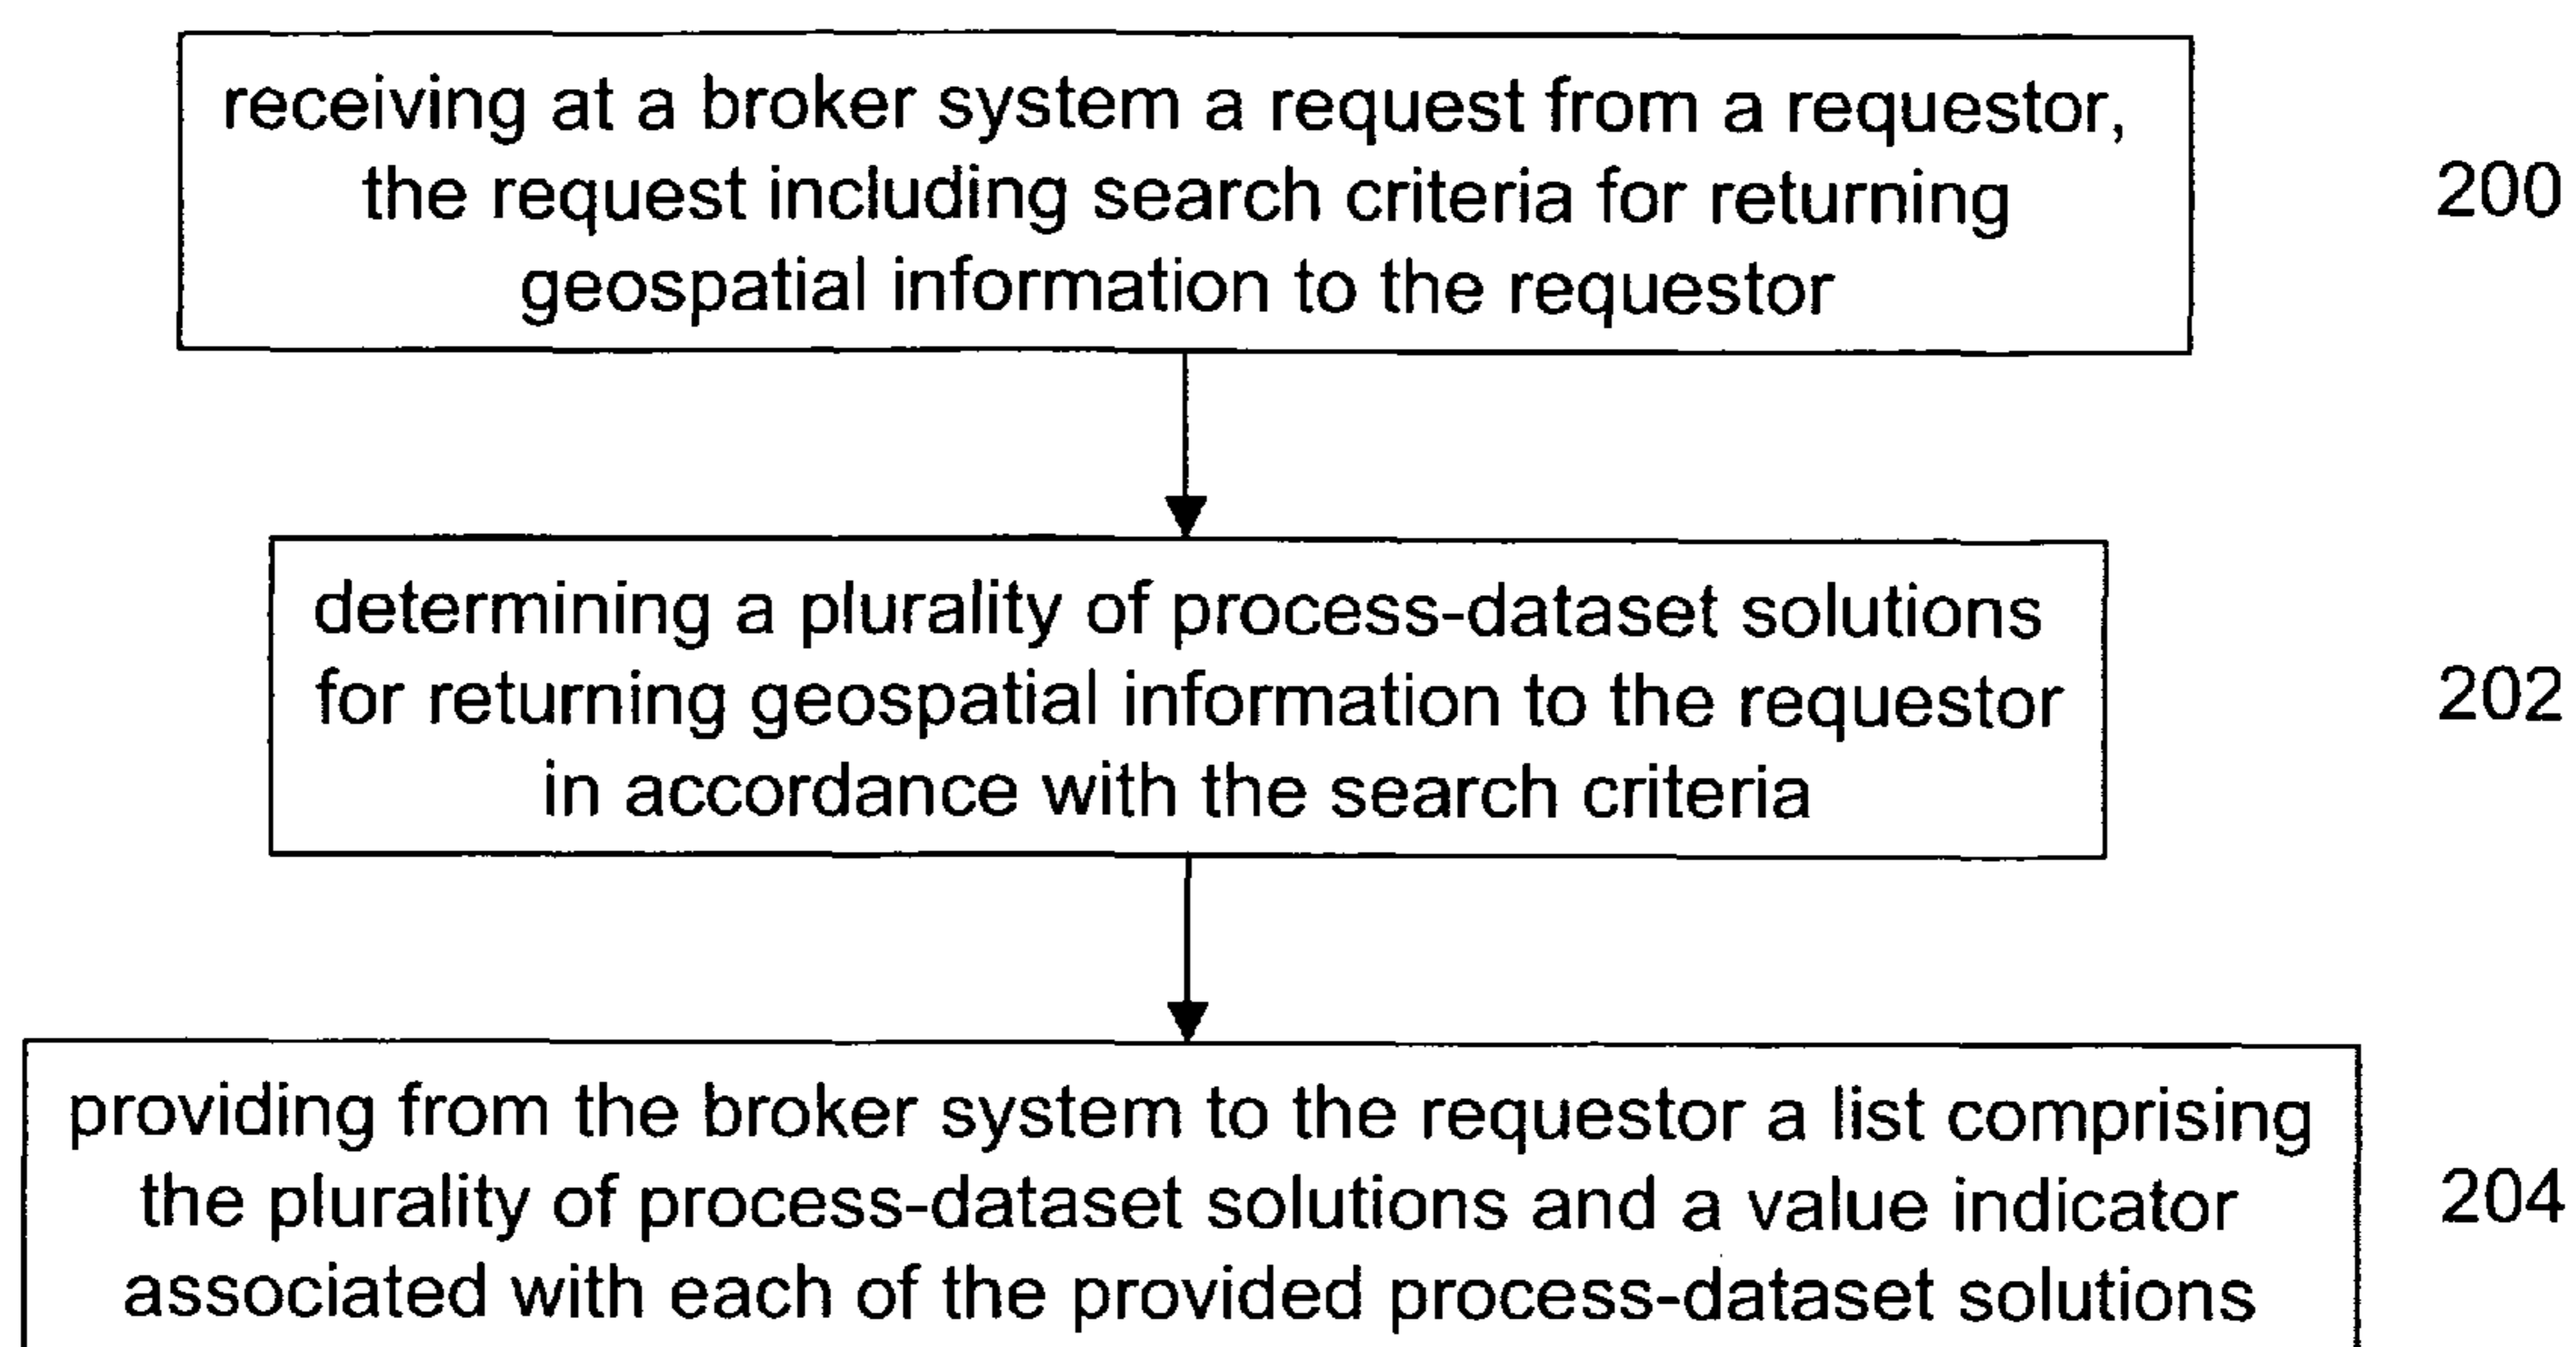 receiving at a broker system a request from a requestor,
the request including search criteria for returning
geospatial information to the requestor
200
determining a plurality of process-dataset solutions
for returning geospatial information to the requestor
in accordance with the search criteria
202
providing from the broker system to the requestor a list comprising
the plurality of process-dataset solutions and a value indicator
associated with each of the provided process-dataset solutions
204